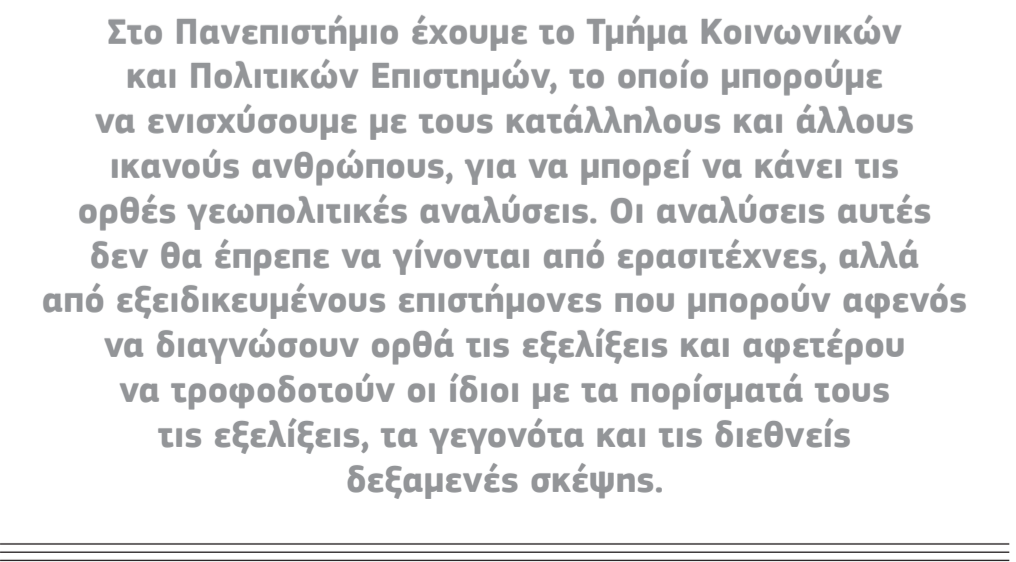 Στο Πανεπιστήμιο έχουμε το Τμήμα Κοινωνικών
και Πολιτικών Επιστημών, το οποίο μπορούμε
να ενισχύσουμε με τους κατάλληλους και άλλους
ικανούς ανθρώπους, για να μπορεί να κάνει τις
ορθές γεωπολιτικές αναλύσεις. Οι αναλύσεις αυτές
δεν θα έπρεπε να γίνονται από ερασιτέχνες, αλλά
από εξειδικευμένους επιστήμονες που μπορούν αφενός
να διαγνώσουν ορθά τις εξελίξεις και αφετέρου
να τροφοδοτούν οι ίδιοι με τα πορίσματά τους
τις εξελίξεις, τα γεγονότα και τις διεθνείς
δεξαμενές σκέψης.